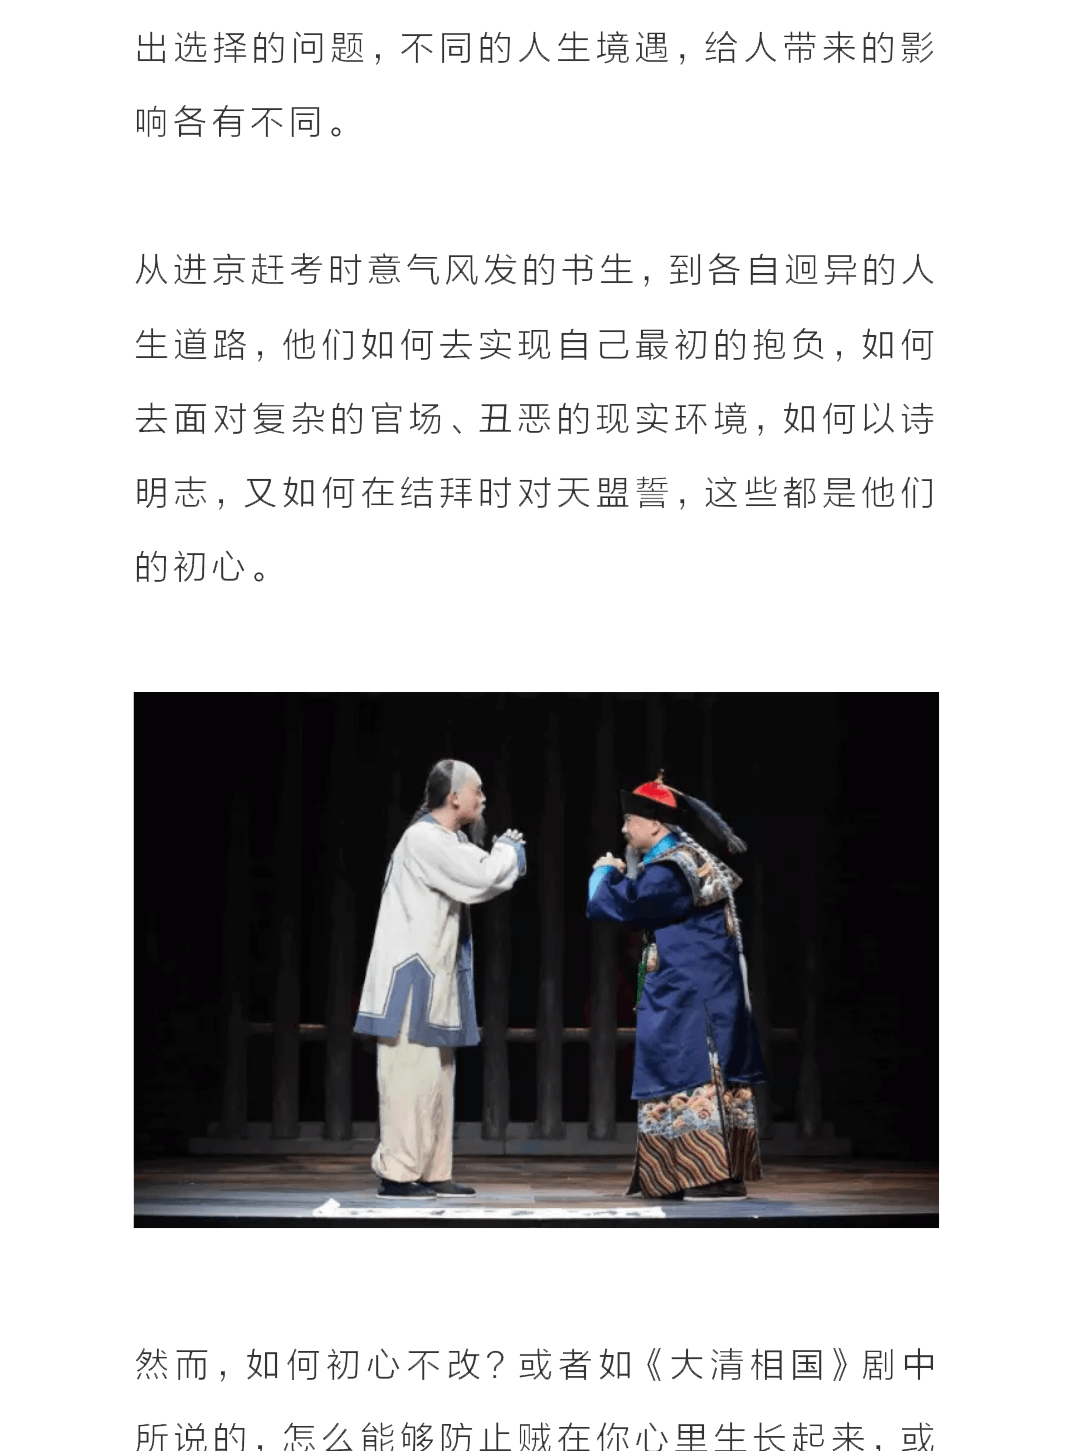 出选择的问题，不同的人生境遇，给人带来的影
响各有不同。
从进京赶考时意气风发的书生，到各自迥异的人
生道路，他们如何去实现自己最初的抱负，如何
去面对复杂的官场、丑恶的现实环境，如何以诗
明志，又如何在结拜时对天盟誓，这些都是他们
的初心。
然而，如何初心不改？或者如《大清相国》剧中
所说的，怎么能够防止贼在你心里生长起来，或